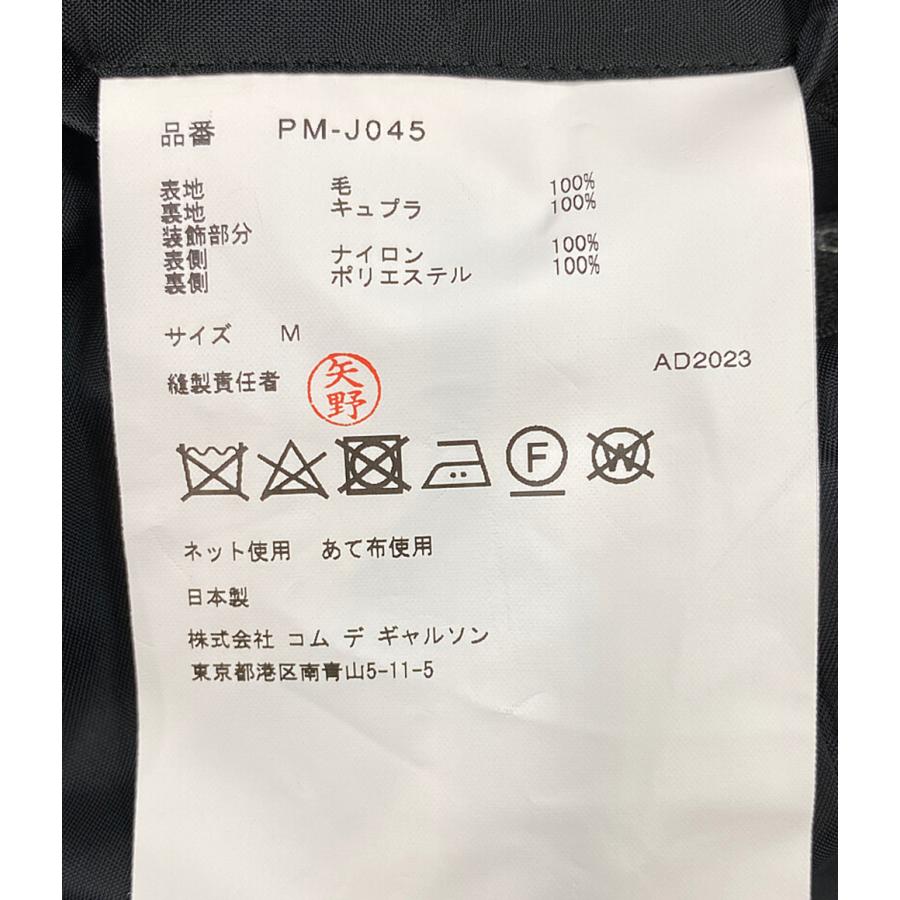 品番 PM-J045
表地 毛 100%
裏地 キュプラ 100%
装飾部分
表側 ナイロン 100%
裏側 ポリエステル 100%
サイズ M
AD2023
縫製責任者 矢野
F W
ネット使用 あて布使用
日本製
株式会社 コム デ ギャルソン
東京都港区南青山5-11-5